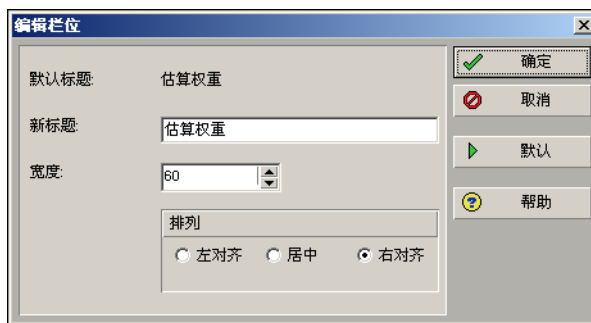 编辑栏位
默认标题: 估算权重
新标题: 估算权重
宽度: 60
排列
左对齐 居中 右对齐
确定
取消
默认
帮助